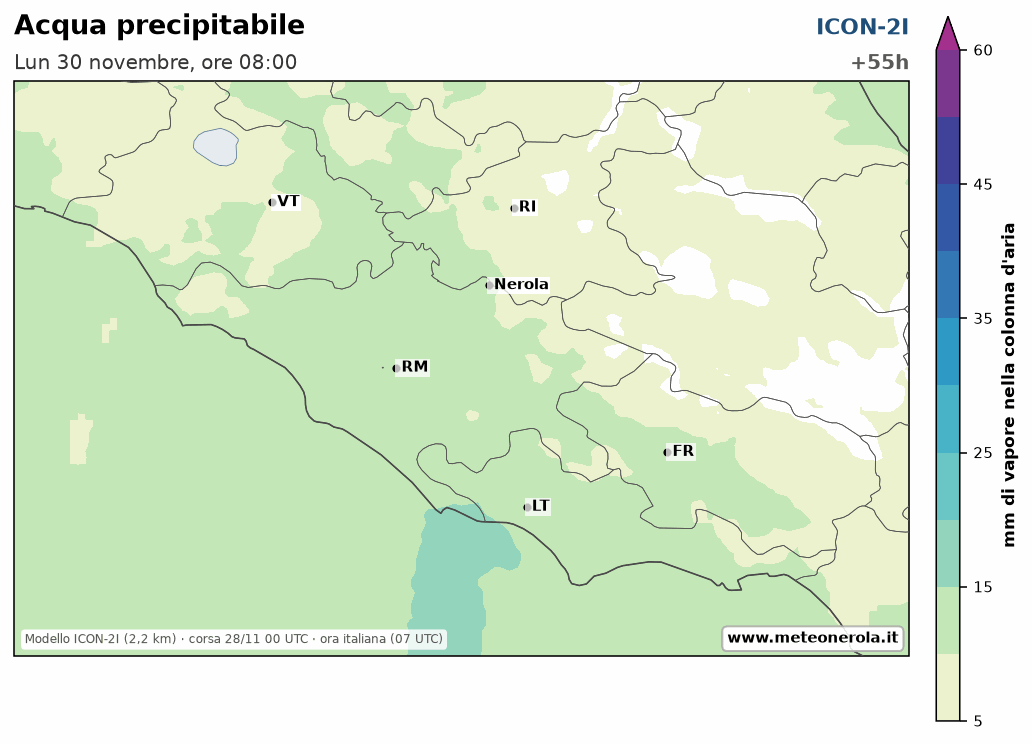 Acqua precipitabile
ICON-2I
Lun 30 novembre, ore 08:00
+55h
60
45
35
25
15
5
mm di vapore nella colonna d'aria
VT
RI
Nerola
RM
FR
LT
Modello ICON-2I (2,2 km) · corsa 28/11 00 UTC · ora italiana (07 UTC)
www.meteonerola.it